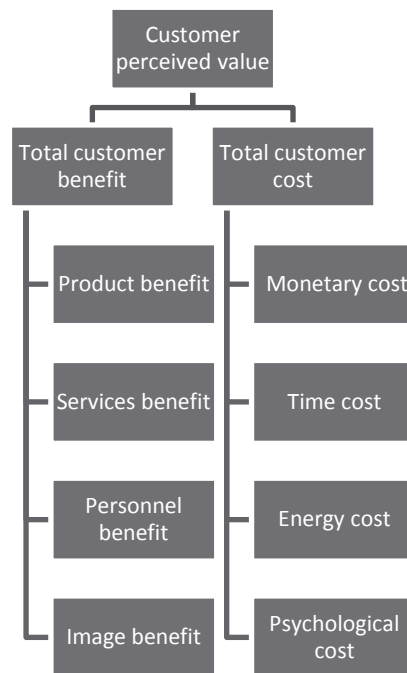 Customer
perceived value
Total customer
benefit
Total customer
cost
Product benefit
Monetary cost
Services benefit
Time cost
Personnel
benefit
Energy cost
Image benefit
Psychological
cost